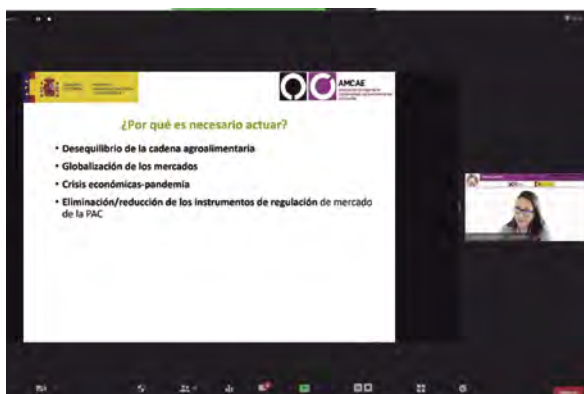 AMCAE
¿Por qué es necesario actuar?
• Desequilibrio de la cadena agroalimentaria
• Globalización de los mercados
• Crisis económicas-pandemia
• Eliminación/reducción de los instrumentos de regulación de mercado
de la PAC